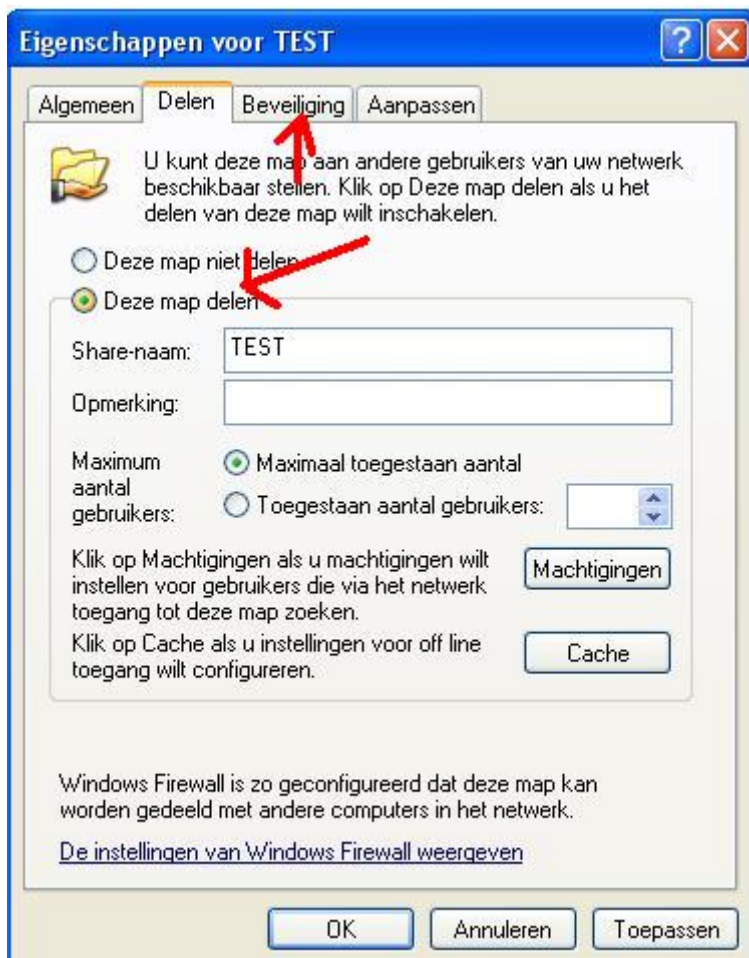 Eigenschappen voor TEST
Algemeen Delen Beveiliging Aanpassen
U kunt deze map aan andere gebruikers van uw netwerk
beschikbaar stellen. Klik op Deze map delen als u het
delen van deze map wilt inschakelen.
Deze map niet delen
Deze map delen
Share-naam: TEST
Opmerking:
Maximum
aantal
gebruikers:
Maximaal toegestaan aantal
Toegestaan aantal gebruikers:
Klik op Machtigingen als u machtigingen wilt
instellen voor gebruikers die via het netwerk
toegang tot deze map zoeken.
Machtigingen
Klik op Cache als u instellingen voor off line
toegang wilt configureren.
Cache
Windows Firewall is zo geconfigureerd dat deze map kan
worden gedeeld met andere computers in het netwerk.
De instellingen van Windows Firewall weergeven
OK Annuleren Toepassen